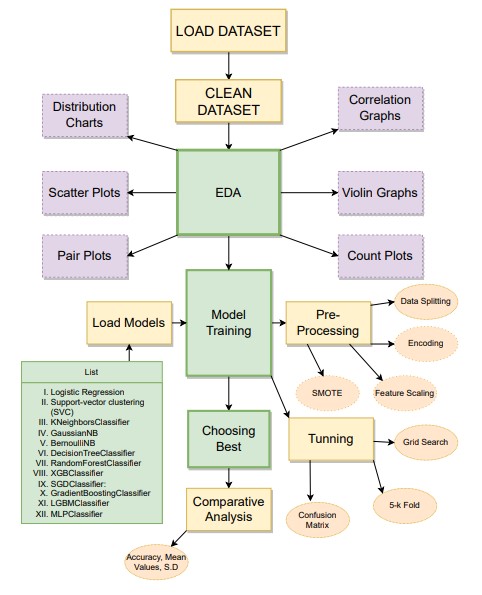 LOAD DATASET
CLEAN
DATASET
Distribution
Charts
Correlation
Graphs
Scatter Plots
EDA
Violin Graphs
Pair Plots
Count Plots
Load Models
Model
Training
Pre-
Processing
Data Splitting
Encoding
SMOTE
Feature Scaling
List
I. Logistic Regression
II. Support-vector clustering
(SVC)
III. KNeighborsClassifier
IV. GaussianNB
V. BernoulliNB
VI. DecisionTreeClassifier
VII. RandomForestClassifier
VIII. XGBClassifier
IX. SGDClassifier:
X. GradientBoostingClassifier
XI. LGBMClassifier
XII. MLPClassifier
Choosing
Best
Tunning
Grid Search
Comparative
Analysis
Confusion
Matrix
5-k Fold
Accuracy, Mean
Values, S.D